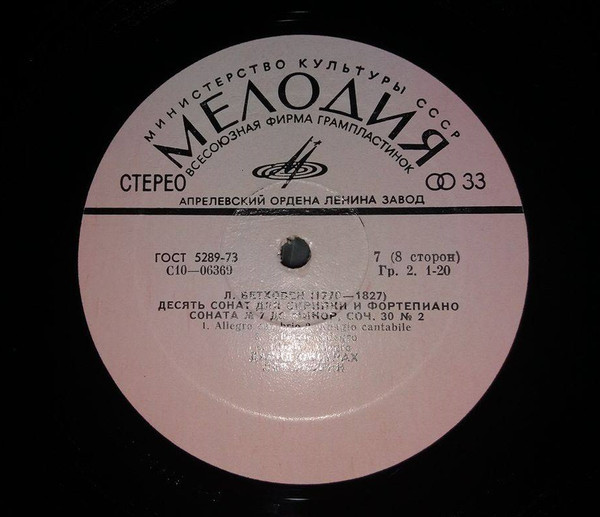 МИНИСТЕРСТВО КУЛЬТУРЫ СССР
МЕЛОДИЯ
ВСЕСОЮЗНАЯ ФИРМА ГРАМПЛАСТИНОК
СТЕРЕО
33
АПРЕЛЕВСКИЙ ОРДЕНА ЛЕНИНА ЗАВОД
ГОСТ 5289-73
7 (8 сторон)
С10—06369
Гр. 2. 1-20
Л. БЕТХОВЕН (1770—1827)
ДЕСЯТЬ СОНАТ ДЛЯ СКРИПКИ И ФОРТЕПИАНО
СОНАТА № 7 ДО МИНОР, СОЧ. 30 № 2
1. Allegro cantabile